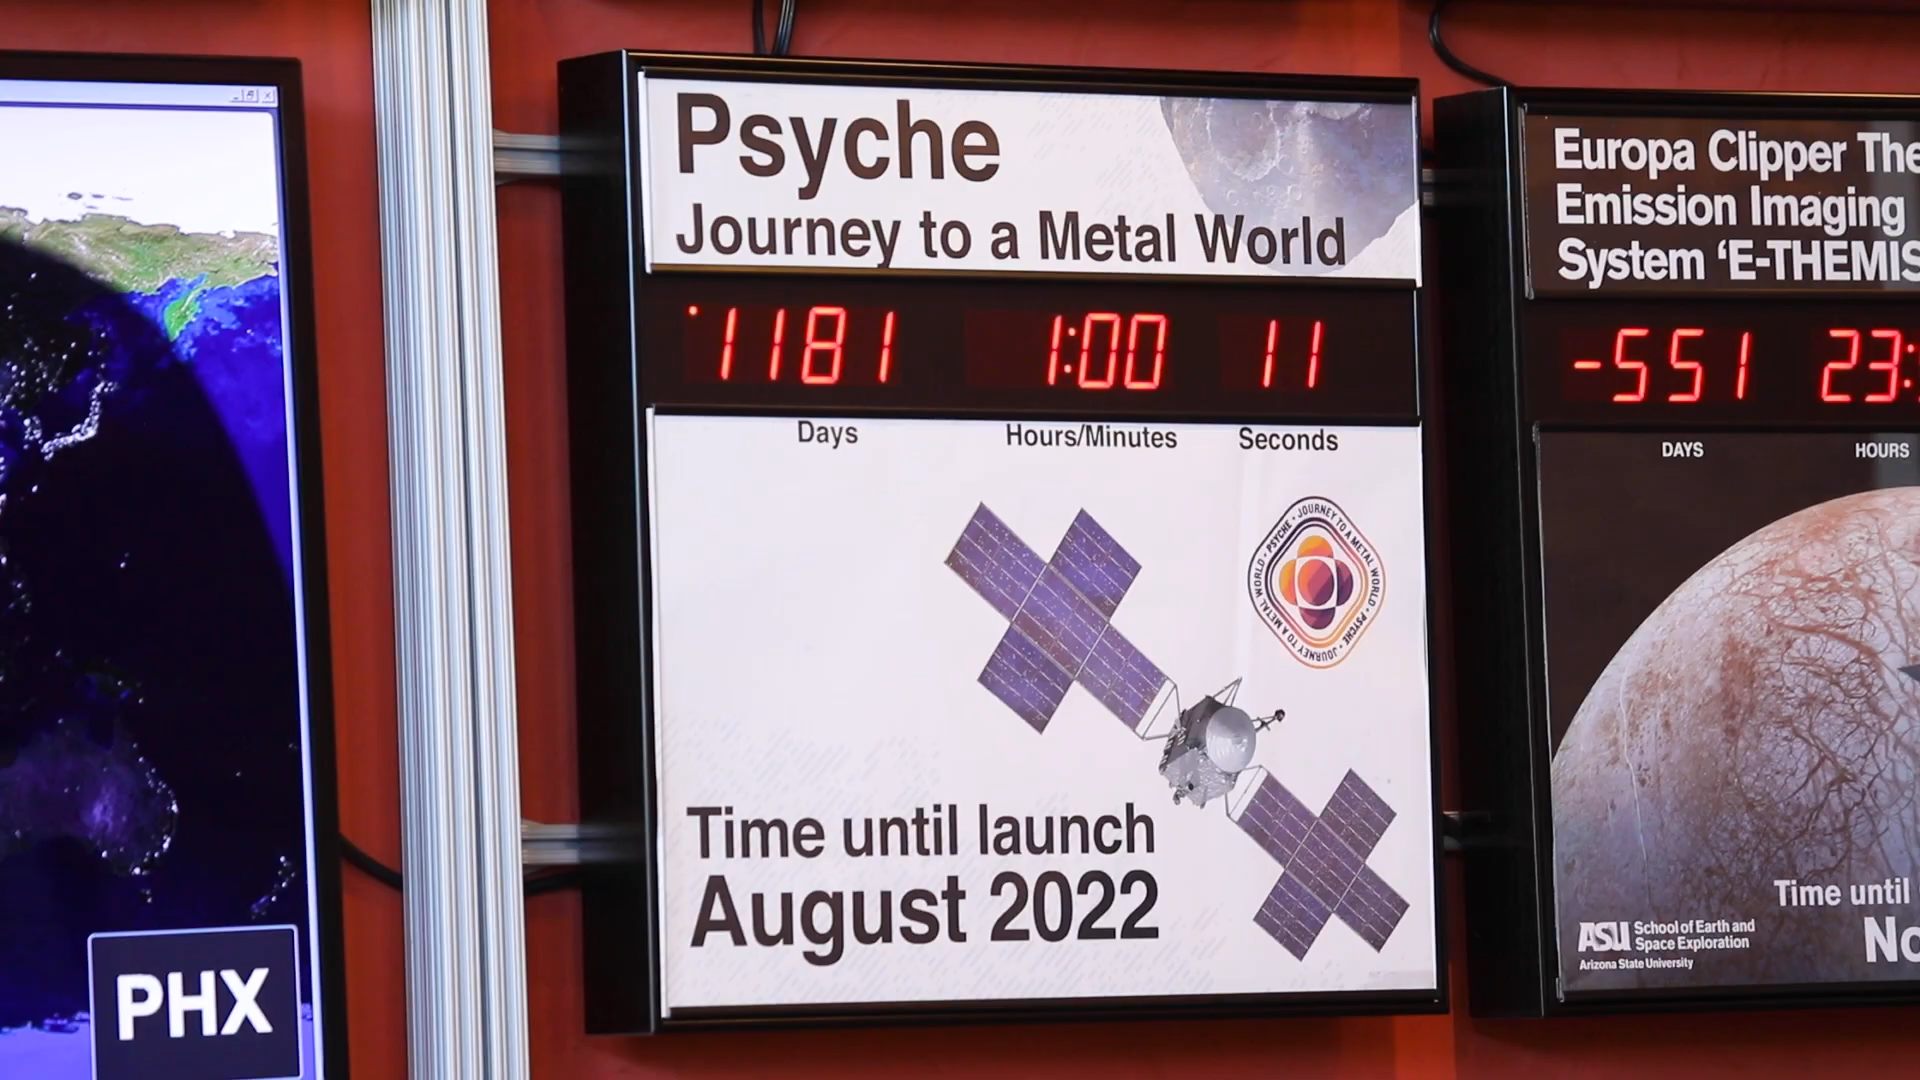 Psyche
Journey to a Metal World
1181 1:00 11
Days Hours/Minutes Seconds
PSYCHE • JOURNEY TO A METAL WORLD • PSYCHE • JOURNEY TO A METAL WORLD •
Time until launch
August 2022
PHX
Europa Clipper The
Emission Imaging
System ‘E-THEMIS
-551 23:
DAYS HOURS
Time until
No
ASU School of Earth and
Space Exploration
Arizona State University